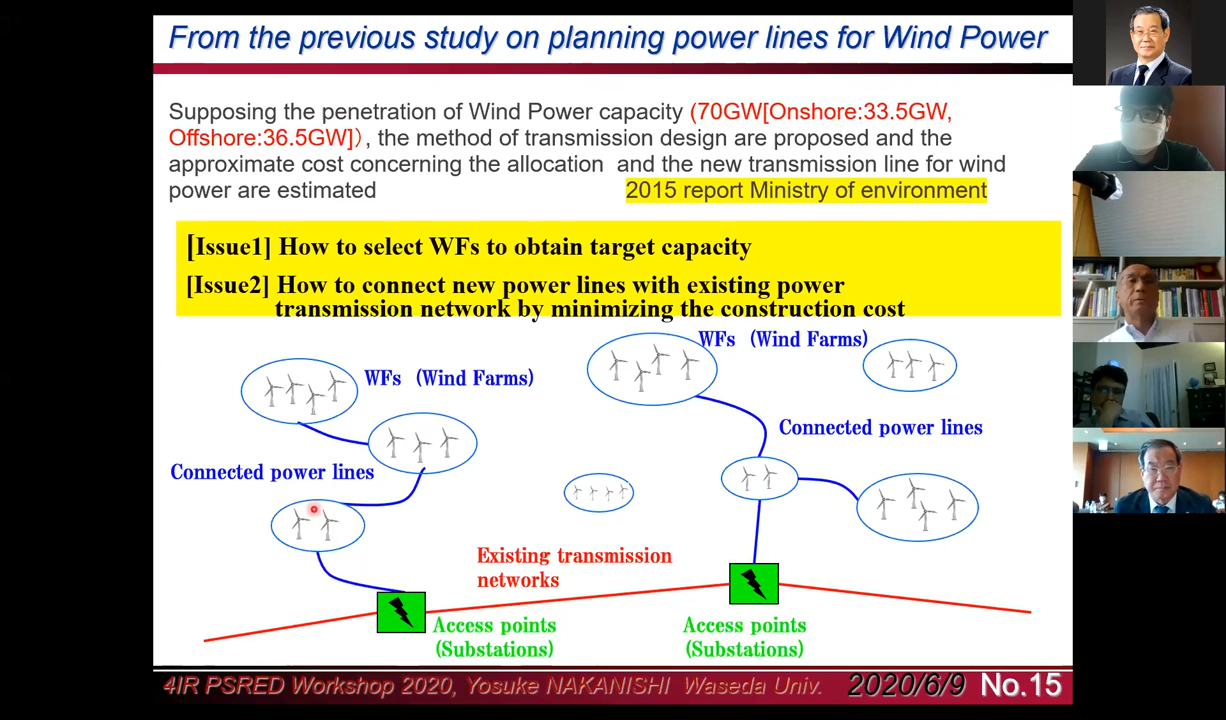 From the previous study on planning power lines for Wind Power
Supposing the penetration of Wind Power capacity (70GW[Onshore:33.5GW,
Offshore:36.5GW]), the method of transmission design are proposed and the
approximate cost concerning the allocation and the new transmission line for wind
power are estimated 2015 report Ministry of environment
[Issue1] How to select WFs to obtain target capacity
[Issue2] How to connect new power lines with existing power
transmission network by minimizing the construction cost
WFs (Wind Farms)
WFs (Wind Farms)
Connected power lines
Connected power lines
Existing transmission
networks
Access points
(Substations)
Access points
(Substations)
4IR PSRED Workshop 2020, Yosuke NAKANISHI Waseda Univ. 2020/6/9 No.15